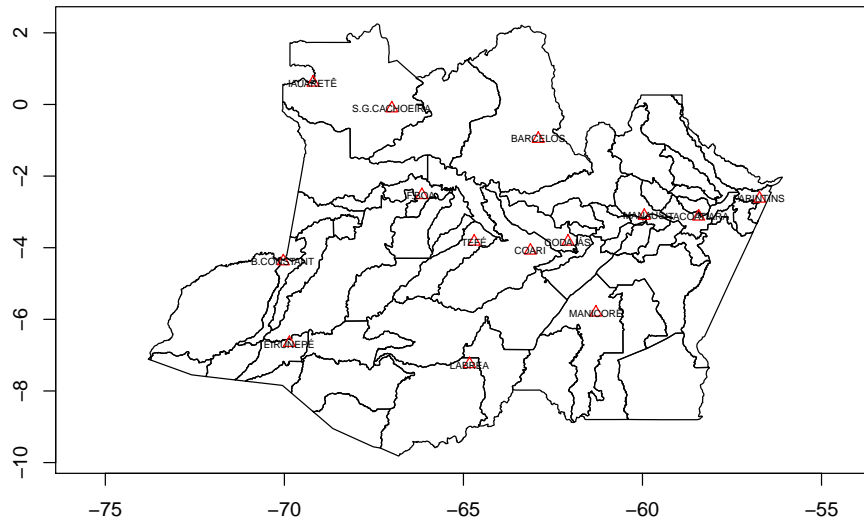 2
0
−2
−4
−6
−8
−10
−75
−70
−65
−60
−55
IAUARETÊ
S.G.CACHOEIRA
BARCELOS
F.BOA
PARINTINS
MANAUS
ITACOATIARA
TEFÉ
CODAJÁS
COARI
B.CONSTANT
MANICORÉ
EIRUNEPÉ
LÁBREA